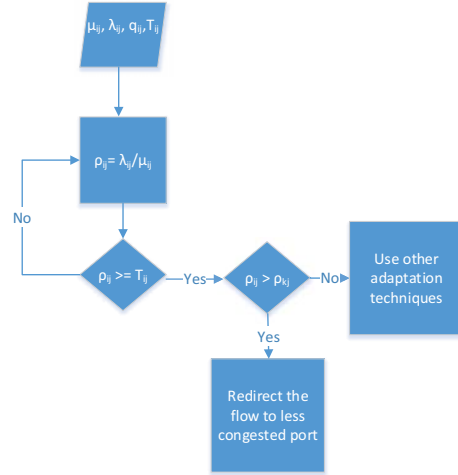 μij, λij, qij,Tij
ρij= λij/μij
No
ρij >= Tij
Yes
ρij > ρkj
No
Use other
adaptation
techniques
Yes
Redirect the
flow to less
congested port